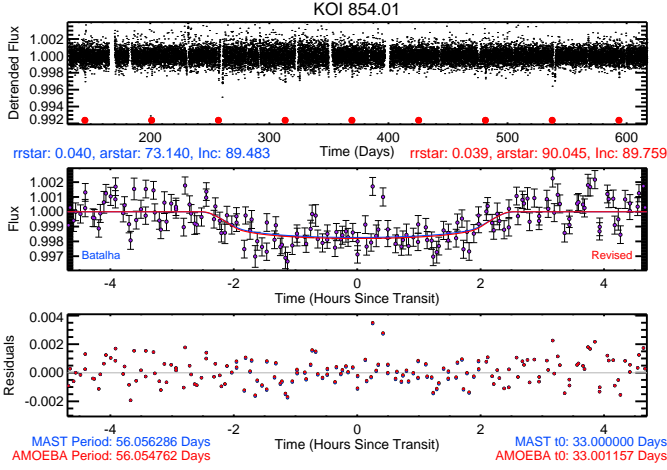 KOI 854.01
Detrended Flux
1.002
1.000
0.998
0.996
0.994
0.992
200 300 400 500 600
Time (Days)
rrstar: 0.040, arstar: 73.140, Inc: 89.483
rrstar: 0.039, arstar: 90.045, Inc: 89.759
Flux
1.002
1.001
1.000
0.999
0.998
0.997
Batalha
Revised
-4 -2 0 2 4
Time (Hours Since Transit)
Residuals
0.004
0.002
0.000
-0.002
-4 -2 0 2 4
Time (Hours Since Transit)
MAST Period: 56.056286 Days
AMOEBA Period: 56.054762 Days
MAST t0: 33.000000 Days
AMOEBA t0: 33.001157 Days